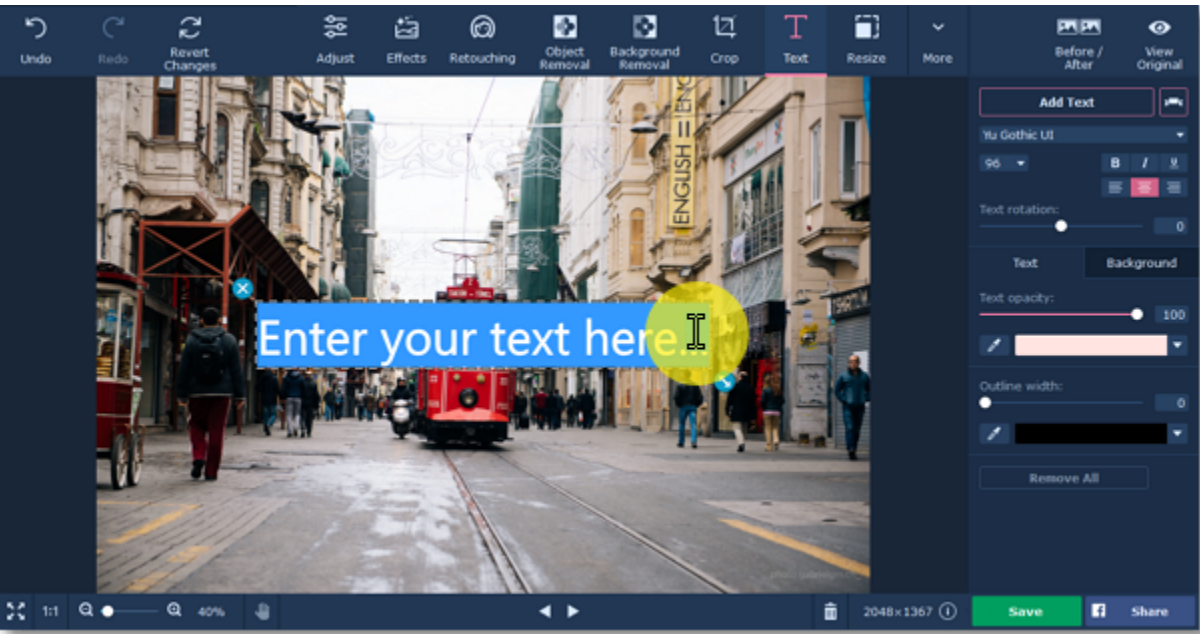 Undo
Redo
Revert
Changes
Adjust
Effects
Retouching
Object
Removal
Background
Removal
Crop
Text
Resize
More
Before /
After
View
Original
Add Text
Yu Gothic UI
96
B I U
Text rotation:
0
Text
Background
Text opacity:
100
Outline width:
0
Remove All
ENGLISH = ENG
Enter your text here...
1:1
40%
2048×1367
Save
Share